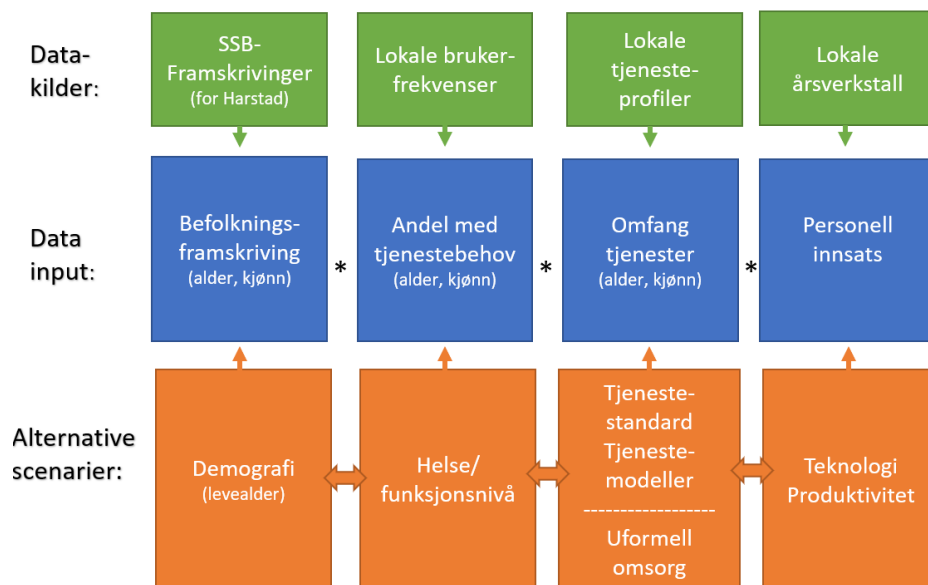 Data-
kilder:
SSB-
Framskrivinger
(for Harstad)
Lokale bruker-
frekvenser
Lokale
tjeneste-
profiler
Lokale
årsverkstall
Data
input:
Befolknings-
framskriving
(alder, kjønn)
*
Andel med
tjenestebehov
(alder, kjønn)
*
Omfang
tjenester
(alder, kjønn)
*
Personell
innsats
Alternative
scenarier:
Demografi
(levealder)
Helse/
funksjonsnivå
Tjeneste-
standard
Tjeneste-
modeller
------------------
Uformell
omsorg
Teknologi
Produktivitet